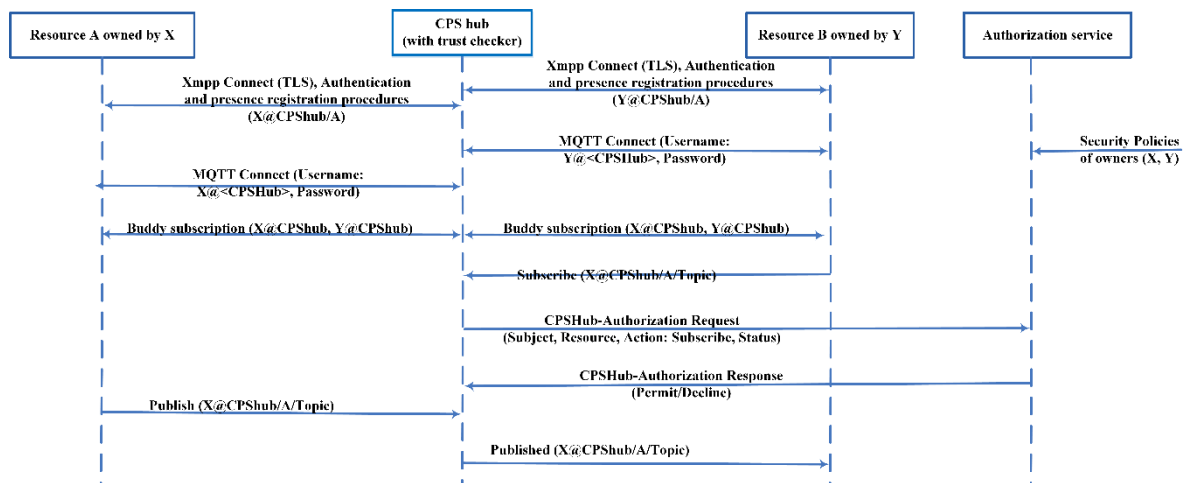 Resource A owned by X
CPS hub
(with trust checker)
Resource B owned by Y
Authorization service
Xmpp Connect (TLS), Authentication
and presence registration procedures
(Y@CPShub/A)
Xmpp Connect (TLS), Authentication
and presence registration procedures
(X@CPShub/A)
MQTT Connect (Username:
Y@<CPSHub>, Password)
Security Policies
of owners (X, Y)
MQTT Connect (Username:
X@<CPSHub>, Password)
Buddy subscription (X@CPShub, Y@CPShub)
Buddy subscription (X@CPShub, Y@CPShub)
Subscribe (X@CPShub/A/Topic)
CPSHub-Authorization Request
(Subject, Resource, Action: Subscribe, Status)
CPSHub-Authorization Response
(Permit/Decline)
Publish (X@CPShub/A/Topic)
Published (X@CPShub/A/Topic)